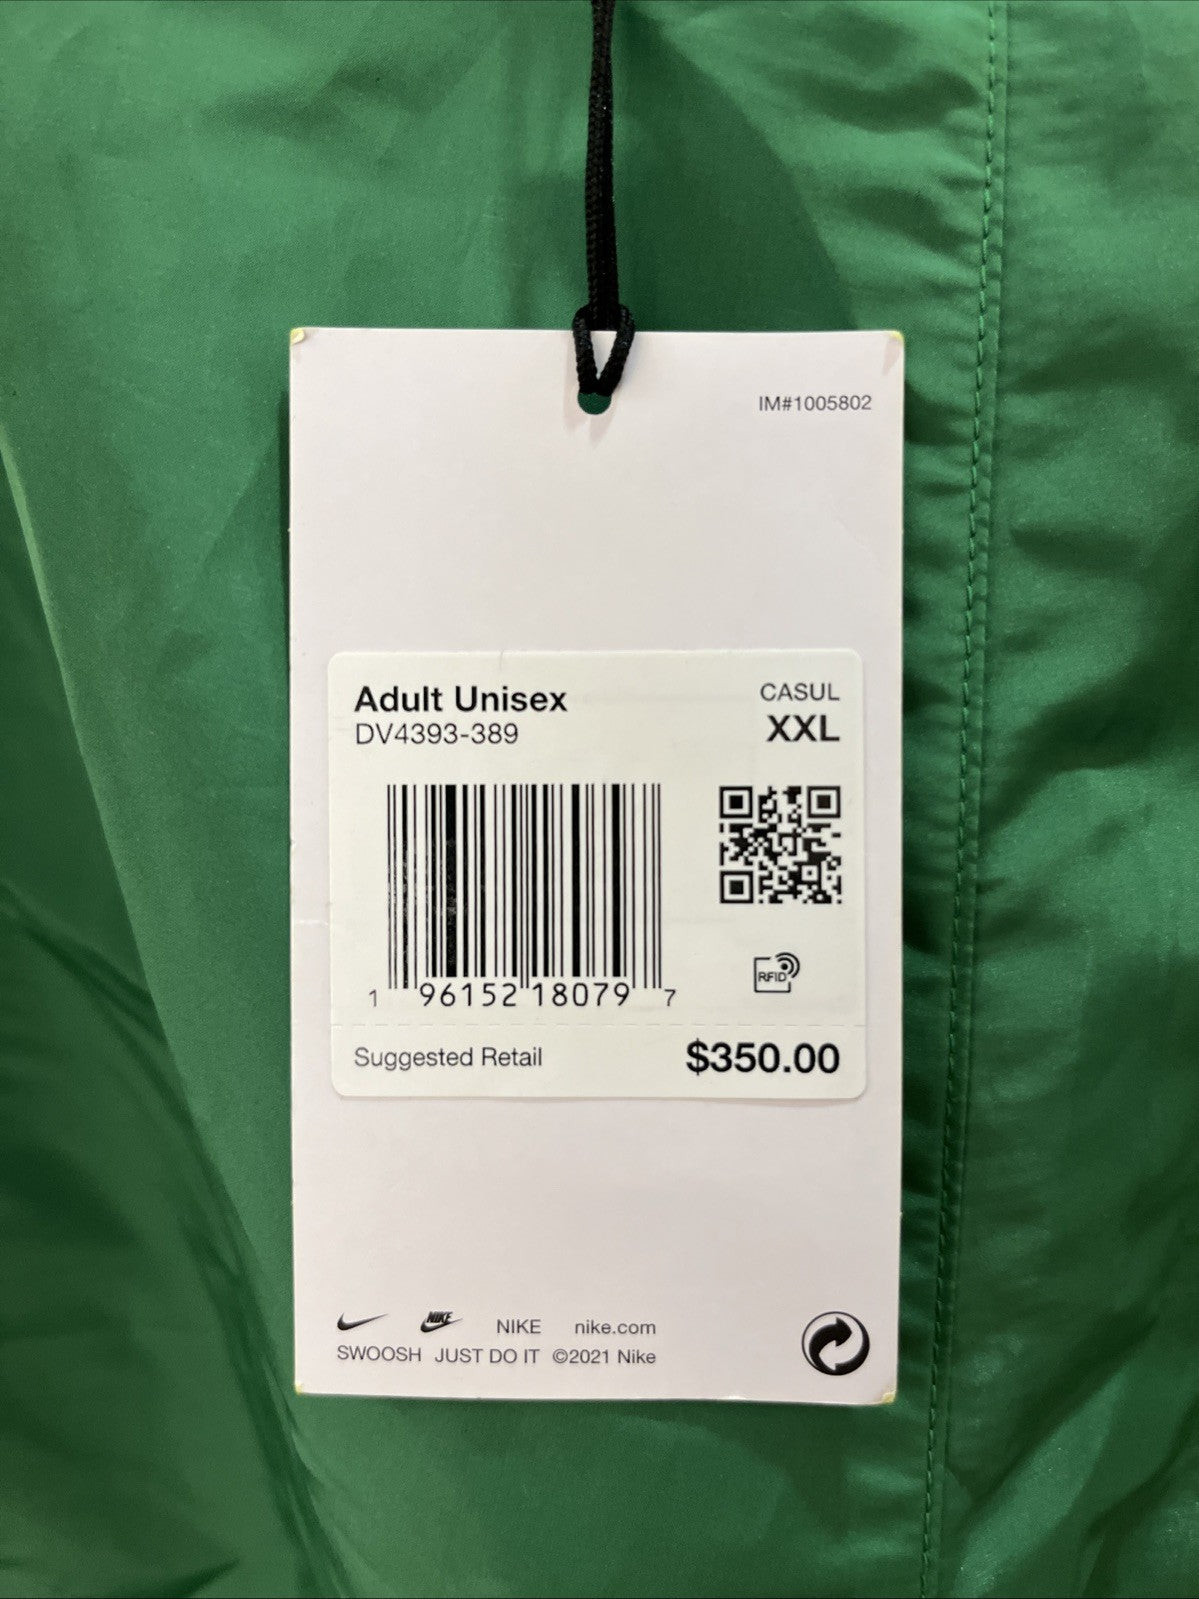 IM#1005802
Adult Unisex
DV4393-389
CASUL
XXL
RFID
1 96152 18079 7
Suggested Retail $350.00
NIKE NIKE nike.com
SWOOSH JUST DO IT ©2021 Nike